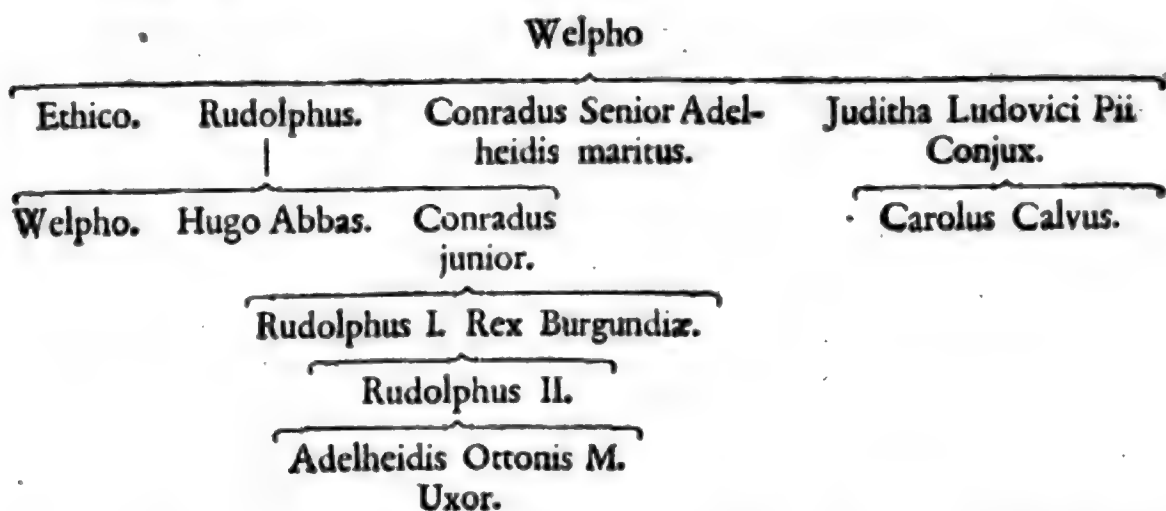 Welpho
Ethico. Rudolphus. Conradus Senior Adel- Juditha Ludovici Pii
heidis maritus. Conjux.
Welpho. Hugo Abbas. Conradus Carolus Calvus.
junior.
Rudolphus I. Rex Burgundiæ.
Rudolphus II.
Adelheidis Ottonis M.
Uxor.